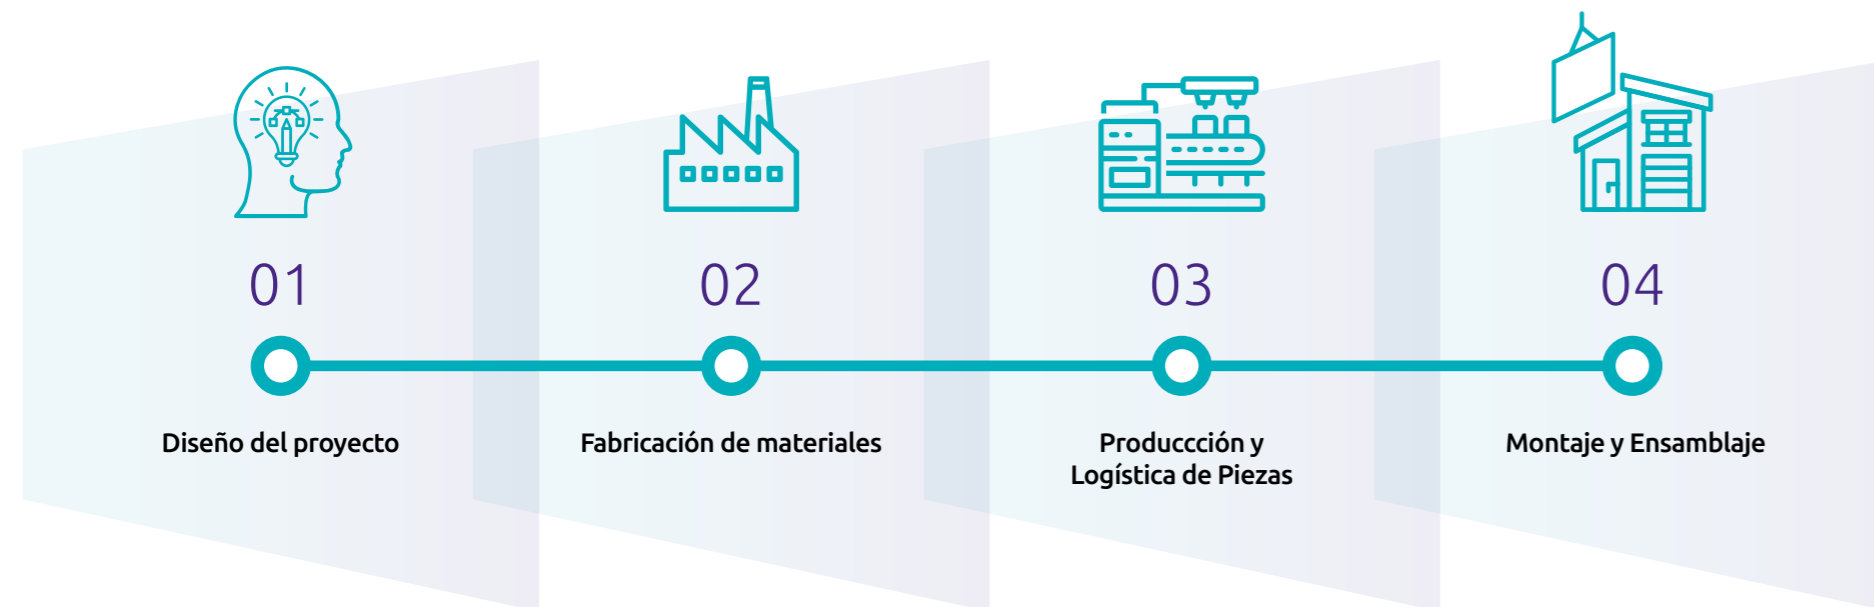 01
02
03
04
Diseño del proyecto
Fabricación de materiales
Produccción y
Logística de Piezas
Montaje y Ensamblaje